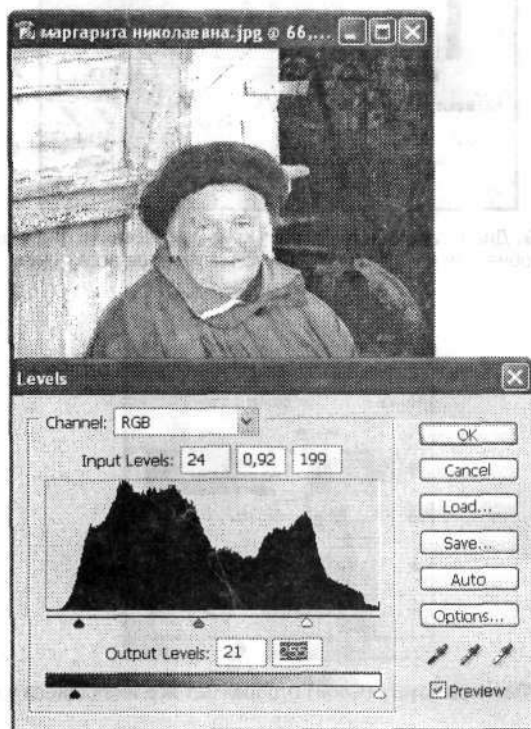 маргарита николаевна.jpg @ 66,...
Levels
Channel: RGB
Input Levels: 24 0,92 199
Output Levels: 21 255
OK
Cancel
Load...
Save...
Auto
Options...
Preview